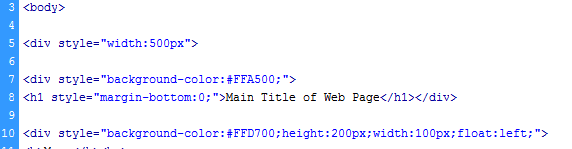 3 <body>
4
5 <div style="width:500px">
6
7 <div style="background-color:#FFA500;">
8 <h1 style="margin-bottom:0;">Main Title of Web Page</h1></div>
9
10 <div style="background-color:#FFD700;height:200px;width:100px;float:left;">